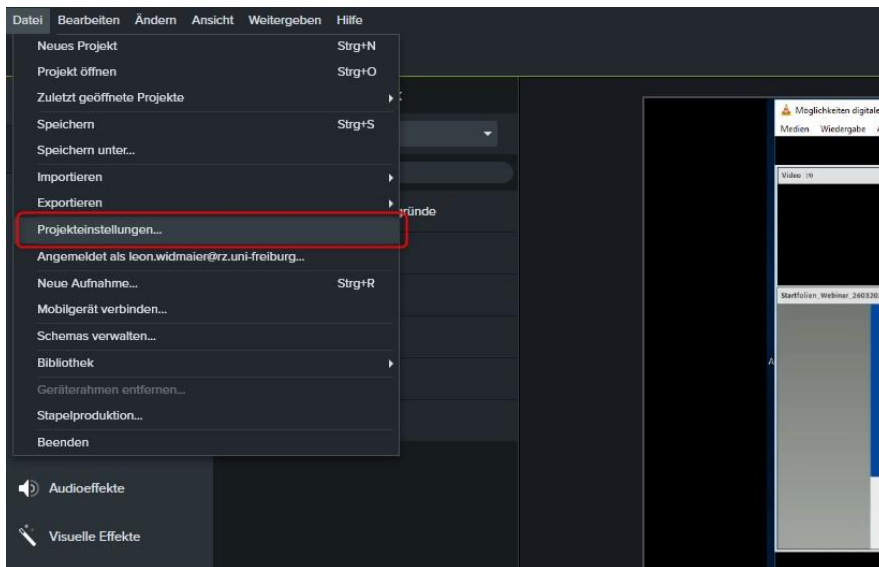 Datei Bearbeiten Ändern Ansicht Weitergeben Hilfe
Neues Projekt Strg+N
Projekt öffnen Strg+O
Zuletzt geöffnete Projekte
Speichern Strg+S
Speichern unter...
Importieren
Exportieren
gründe
Projekteinstellungen...
Angemeldet als leon.widmaier@rz.uni-freiburg...
Neue Aufnahme... Strg+R
Mobilgerät verbinden...
Schemas verwalten...
Bibliothek
Geräterahmen entfernen...
Stapelproduktion...
Beenden
Audioeffekte
Visuelle Effekte
Möglichkeiten digitale
Medien Wiedergabe
Video
Startfolien_Webinar_260320